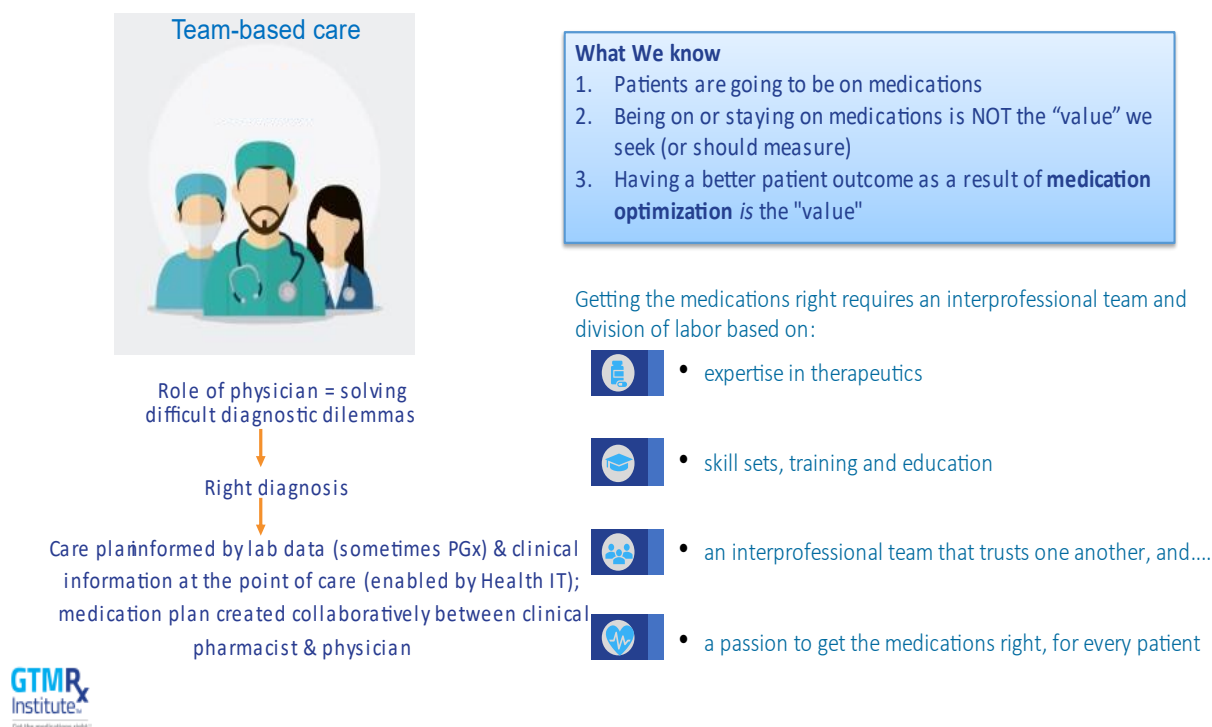 Team-based care
Role of physician = solving
difficult diagnostic dilemmas
Right diagnosis
Care plan informed by lab data (sometimes PGx) & clinical
information at the point of care (enabled by Health IT);
medication plan created collaboratively between clinical
pharmacist & physician
What We know
1. Patients are going to be on medications
2. Being on or staying on medications is NOT the “value” we
seek (or should measure)
3. Having a better patient outcome as a result of medication
optimization is the "value"
Getting the medications right requires an interprofessional team and
division of labor based on:
• expertise in therapeutics
• skill sets, training and education
• an interprofessional team that trusts one another, and....
• a passion to get the medications right, for every patient
GTMRx
Institute™
Get the medications right™